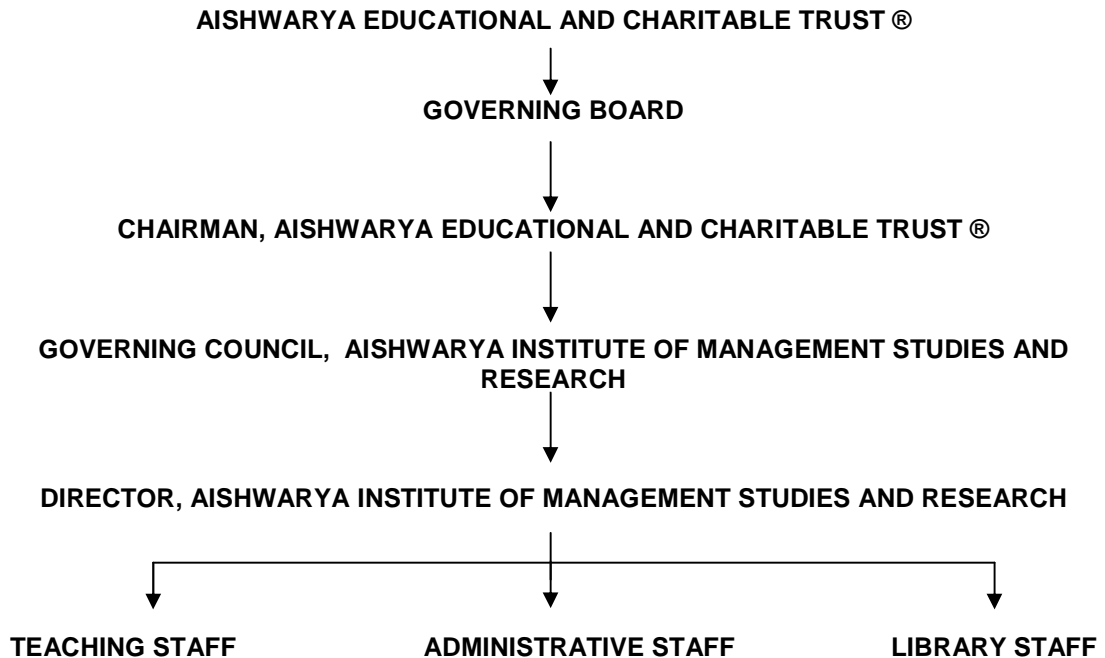 AISHWARYA EDUCATIONAL AND CHARITABLE TRUST ®
GOVERNING BOARD
CHAIRMAN, AISHWARYA EDUCATIONAL AND CHARITABLE TRUST ®
GOVERNING COUNCIL, AISHWARYA INSTITUTE OF MANAGEMENT STUDIES AND
RESEARCH
DIRECTOR, AISHWARYA INSTITUTE OF MANAGEMENT STUDIES AND RESEARCH
TEACHING STAFF ADMINISTRATIVE STAFF LIBRARY STAFF